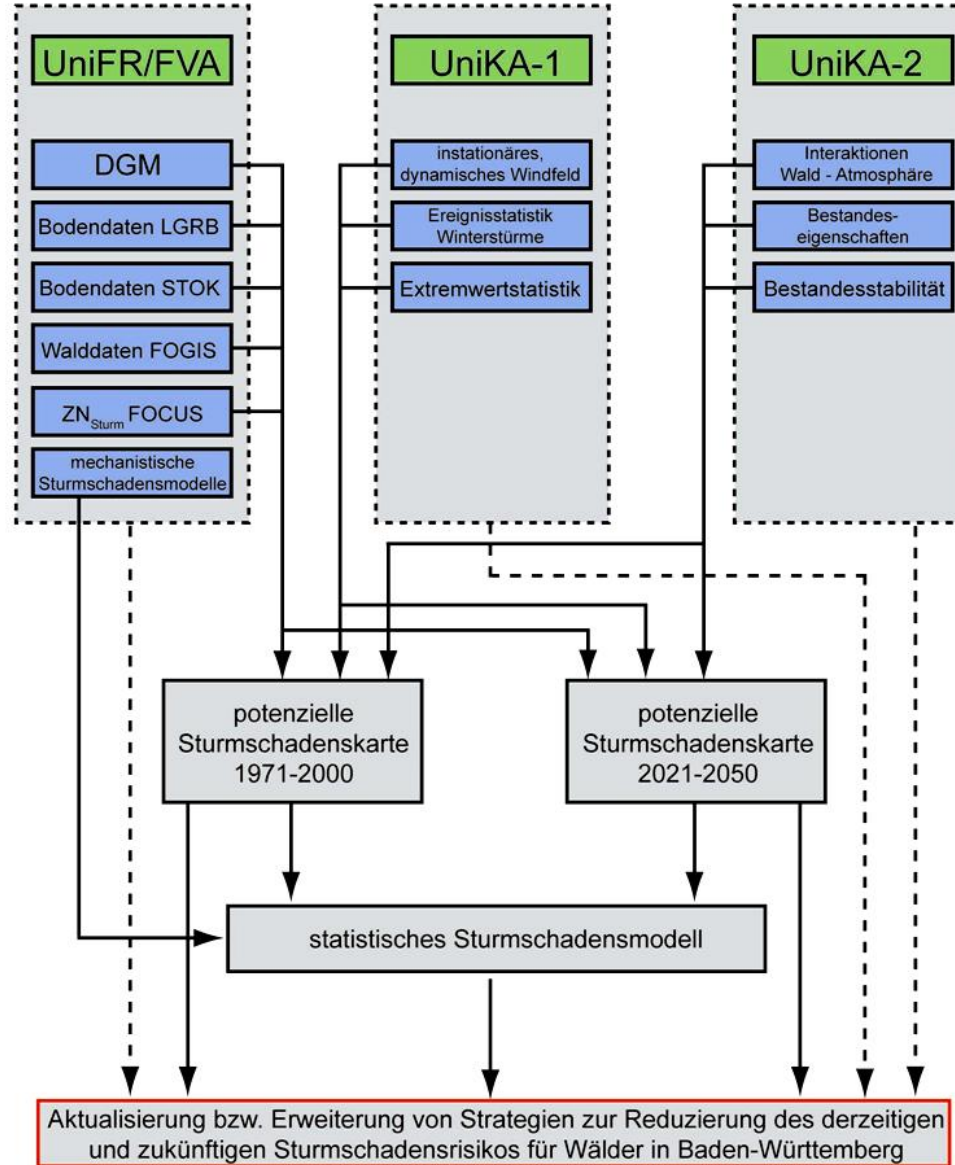 UniFR/FVA
DGM
Bodendaten LGRB
Bodendaten STOK
Walddaten FOGIS
ZNSturm FOCUS
mechanistische
Sturmschadensmodelle
UniKA-1
instationäres,
dynamisches Windfeld
Ereignisstatistik
Winterstürme
Extremwertstatistik
UniKA-2
Interaktionen
Wald - Atmosphäre
Bestandes-
eigenschaften
Bestandesstabilität
potenzielle
Sturmschadenskarte
1971-2000
potenzielle
Sturmschadenskarte
2021-2050
statistisches Sturmschadensmodell
Aktualisierung bzw. Erweiterung von Strategien zur Reduzierung des derzeitigen
und zukünftigen Sturmschadensrisikos für Wälder in Baden-Württemberg